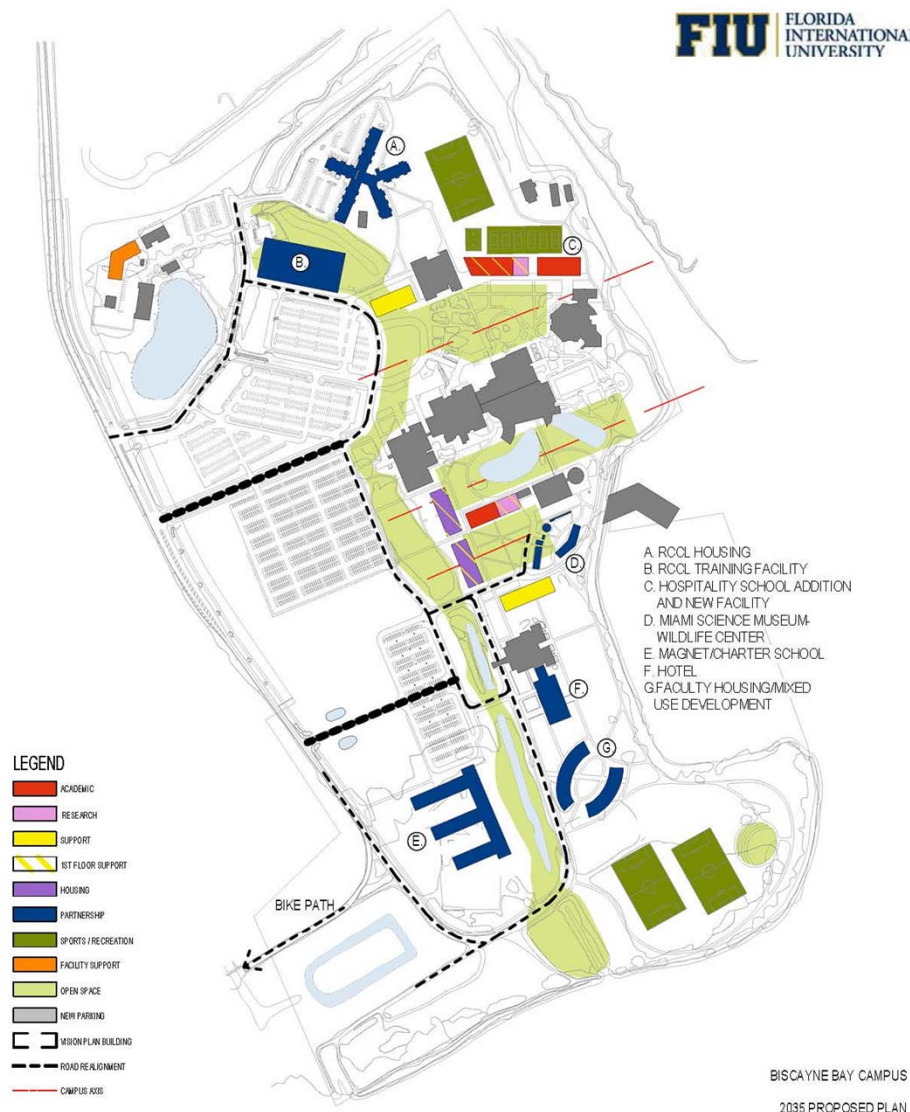 FIU
FLORIDA
INTERNATIONAL
UNIVERSITY
A.
B.
C
D.
F.
G
E.
A. RCCL HOUSING
B. RCCL TRAINING FACILITY
C. HOSPITALITY SCHOOL ADDITION
AND NEW FACILITY
D. MIAMI SCIENCE MUSEUM-
WILDLIFE CENTER
E. MAGNET/CHARTER SCHOOL
F. HOTEL
G.FACULTY HOUSING/MIXED
USE DEVELOPMENT
LEGEND
ACADEMIC
RESEARCH
SUPPORT
1ST FLOOR SUPPORT
HOUSING
PARTNERSHIP
SPORTS / RECREATION
FACILITY SUPPORT
OPEN SPACE
NEW PARKING
VISION PLAN BUILDING
ROAD REALIGNMENT
CAMPUS AXIS
BIKE PATH
BISCAYNE BAY CAMPUS
2035 PROPOSED PLAN